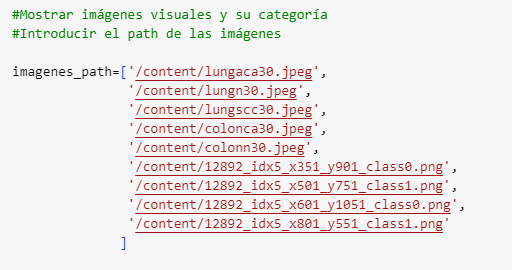 #Mostrar imágenes visuales y su categoría
#Introducir el path de las imágenes
imagenes_path=['/content/lungaca30.jpeg',
'/content/lungn30.jpeg',
'/content/lungscc30.jpeg',
'/content/colonca30.jpeg',
'/content/colonn30.jpeg',
'/content/12892_idx5_x351_y901_class0.png',
'/content/12892_idx5_x501_y751_class1.png',
'/content/12892_idx5_x601_y1051_class0.png',
'/content/12892_idx5_x801_y551_class1.png'
]